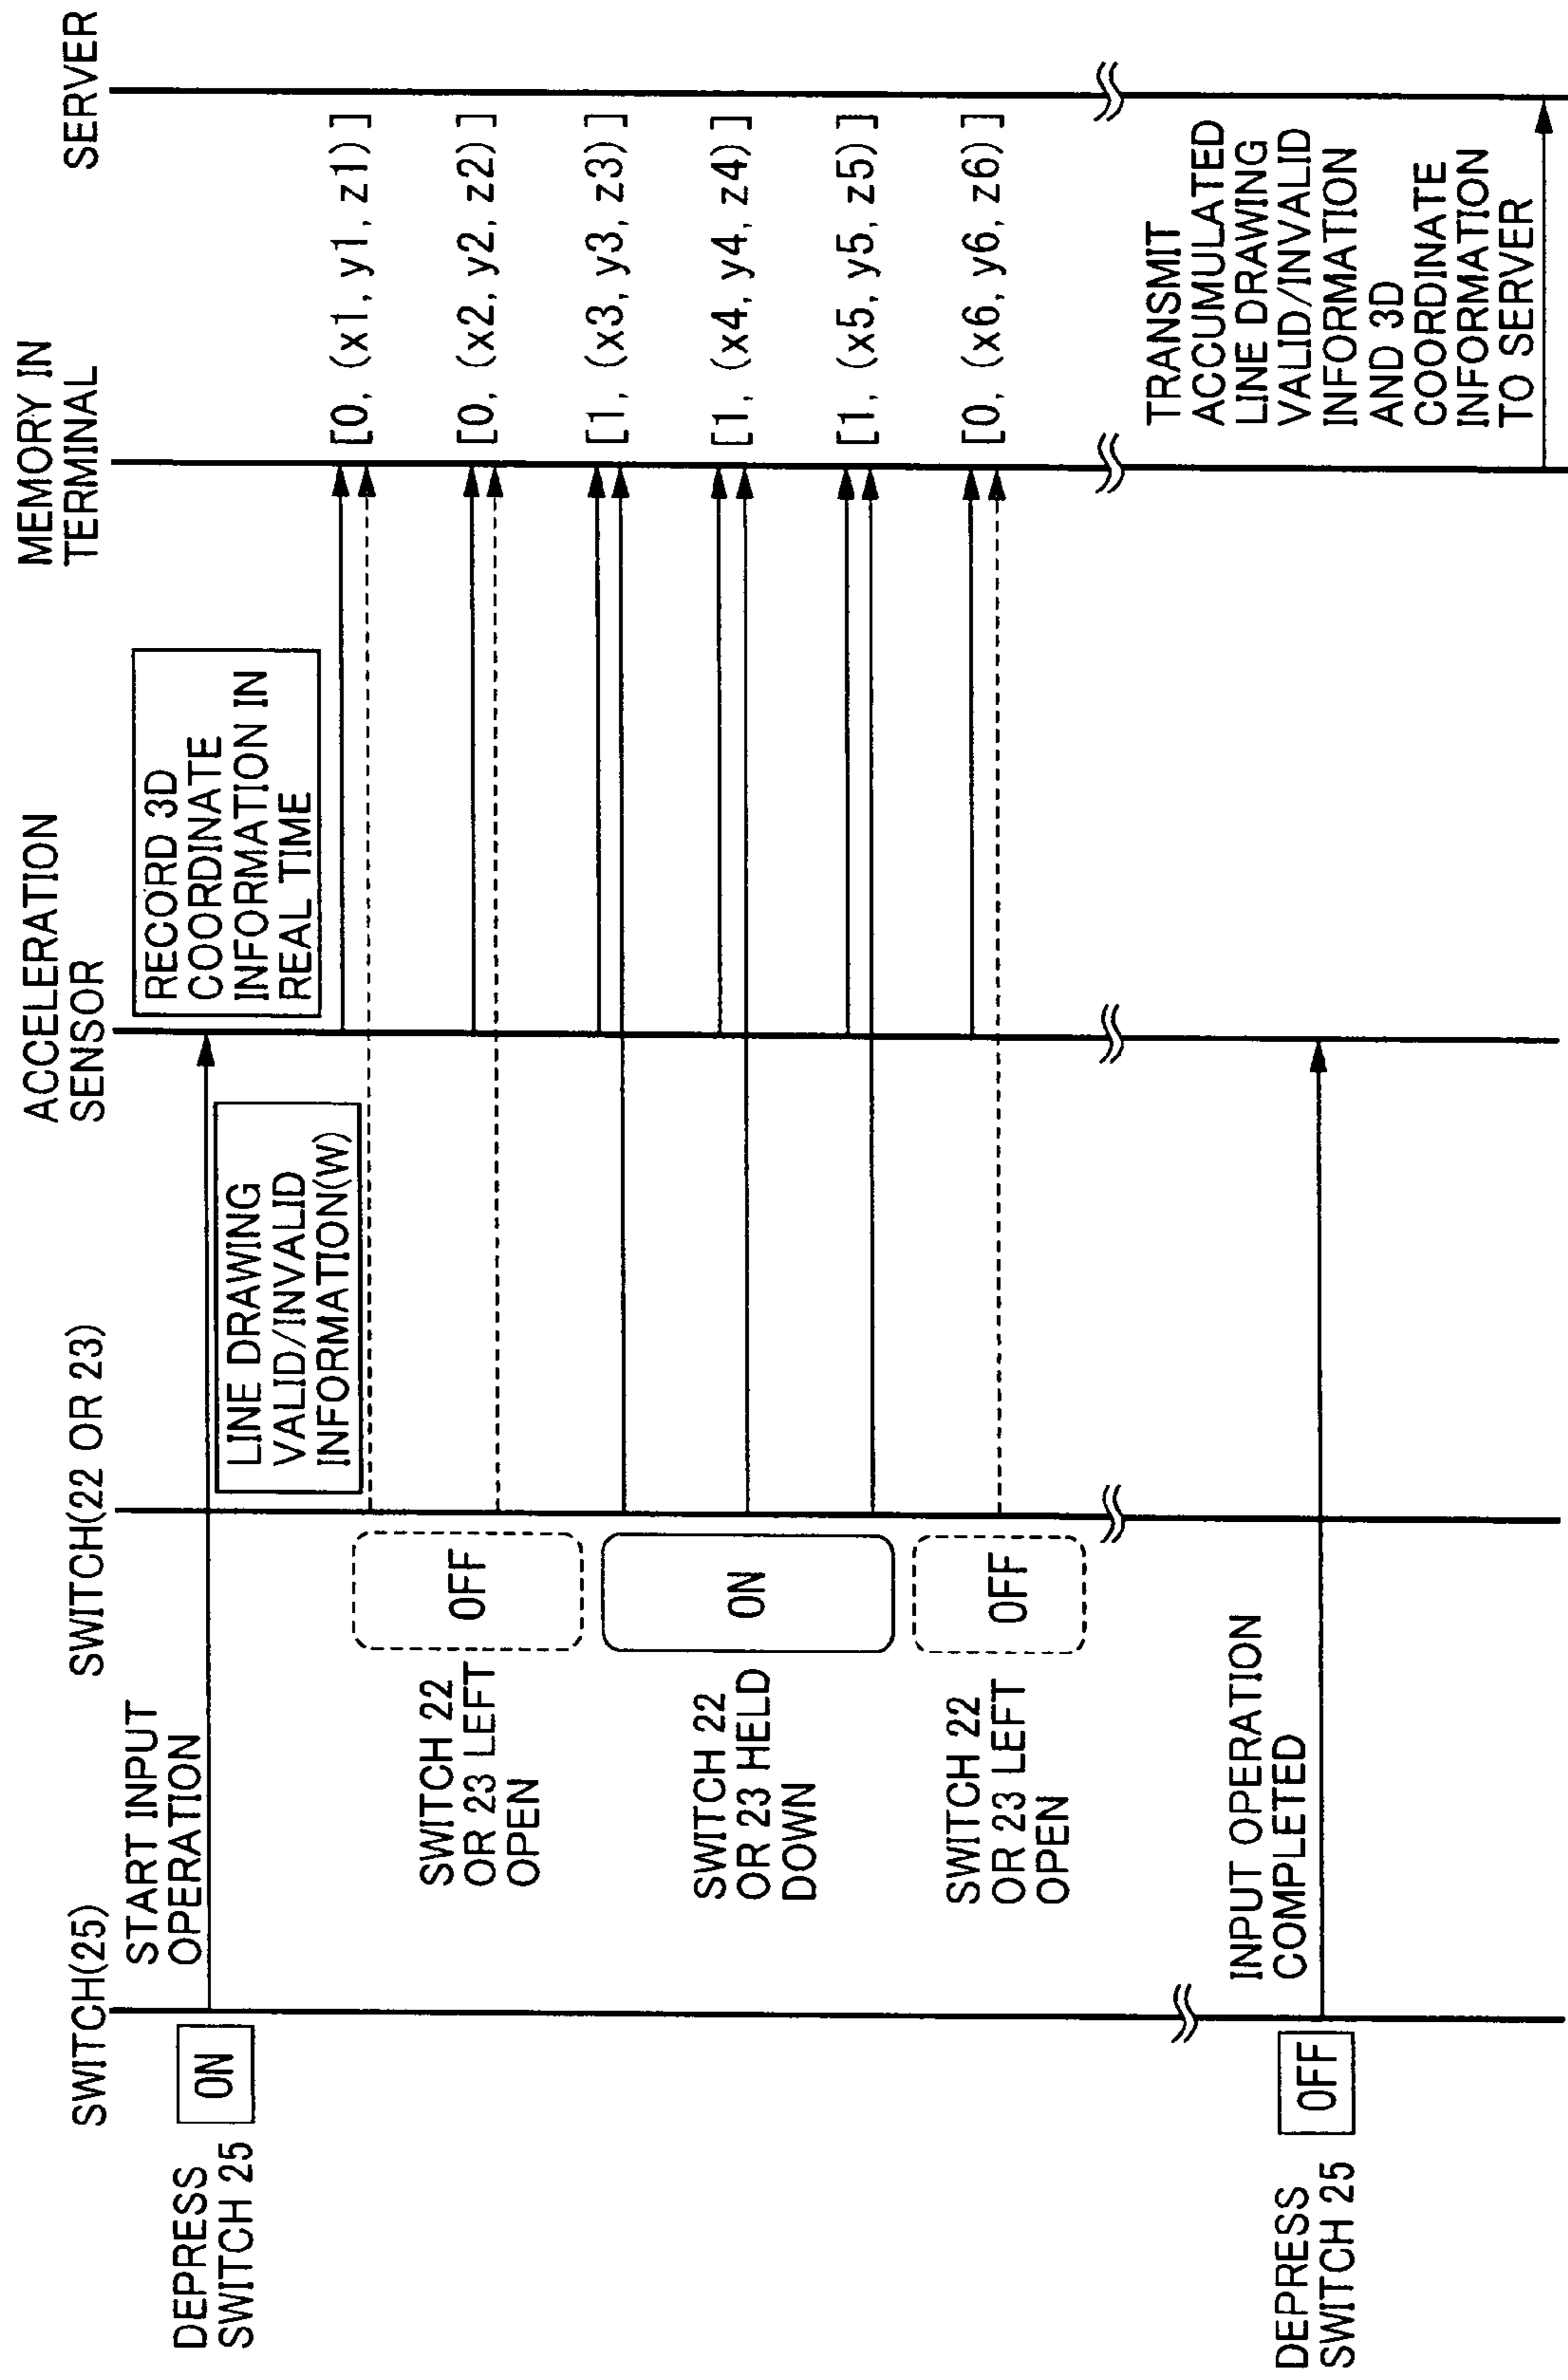 SWITCH(25)
SWITCH(22 OR 23)
ACCELERATION
SENSOR
MEMORY IN
TERMINAL
SERVER
DEPRESS
SWITCH 25
ON
START INPUT
OPERATION
LINE DRAWING
VALID/INVALID
INFORMATION(W)
RECORD 3D
COORDINATE
INFORMATION IN
REAL TIME
[0, (x1, y1, z1)]
SWITCH 22
OR 23 LEFT
OPEN
OFF
[0, (x2, y2, z2)]
[1, (x3, y3, z3)]
SWITCH 22
OR 23 HELD
DOWN
ON
[1, (x4, y4, z4)]
[1, (x5, y5, z5)]
SWITCH 22
OR 23 LEFT
OPEN
OFF
[0, (x6, y6, z6)]
DEPRESS
SWITCH 25
OFF
INPUT OPERATION
COMPLETED
TRANSMIT
ACCUMULATED
LINE DRAWING
VALID/INVALID
INFORMATION
AND 3D
COORDINATE
INFORMATION
TO SERVER